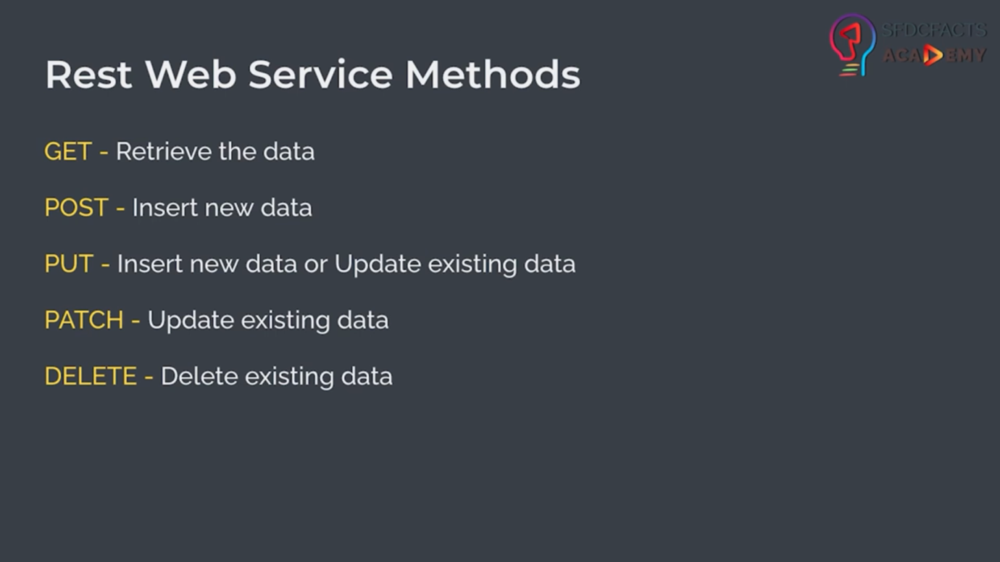 SFDCFACTS
ACADEMY
Rest Web Service Methods
GET - Retrieve the data
POST - Insert new data
PUT - Insert new data or Update existing data
PATCH - Update existing data
DELETE - Delete existing data